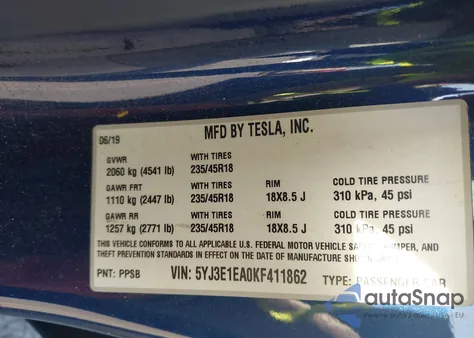 06/19 MFD BY TESLA, INC.
GVWR WITH TIRES
2060 kg (4541 lb) 235/45R18
GAWR FRT WITH TIRES RIM COLD TIRE PRESSURE
1110 kg (2447 lb) 235/45R18 18X8.5 J 310 kPa, 45 psi
GAWR RR WITH TIRES RIM COLD TIRE PRESSURE
1257 kg (2771 lb) 235/45R18 18X8.5 J 310 kPa, 45 psi
THIS VEHICLE CONFORMS TO ALL APPLICABLE U.S. FEDERAL MOTOR VEHICLE SAFETY, BUMPER, AND
THEFT PREVENTION STANDARDS IN EFFECT ON THE DATE OF MANUFACTURE SHOWN
PNT: PPSB VIN: 5YJ3E1EA0KF411862 TYPE: PASSENGER CAR
autoSnap